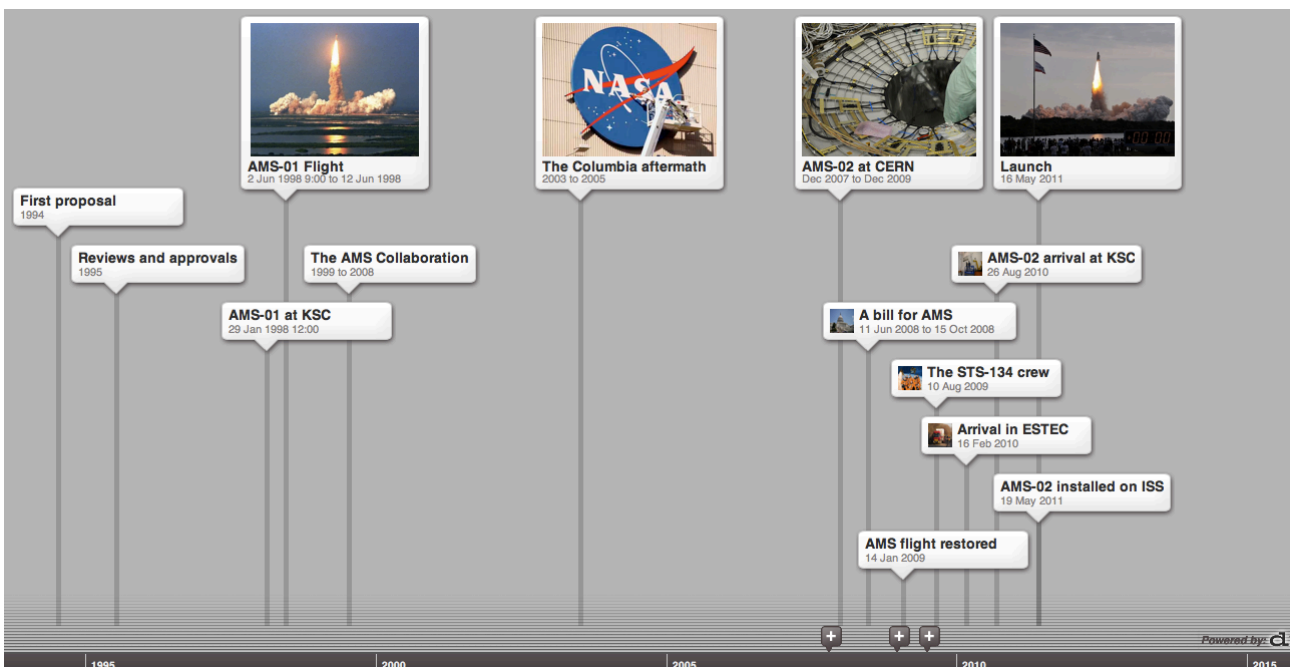 NASA
00 00
AMS-01 Flight
2 Jun 1998 9:00 to 12 Jun 1998
The Columbia aftermath
2003 to 2005
AMS-02 at CERN
Dec 2007 to Dec 2009
Launch
16 May 2011
First proposal
1994
Reviews and approvals
1995
The AMS Collaboration
1999 to 2008
AMS-02 arrival at KSC
26 Aug 2010
AMS-01 at KSC
29 Jan 1998 12:00
A bill for AMS
11 Jun 2008 to 15 Oct 2008
The STS-134 crew
10 Aug 2009
Arrival in ESTEC
16 Feb 2010
AMS-02 installed on ISS
19 May 2011
AMS flight restored
14 Jan 2009
+ + +
Powered by: d
1995 2000 2005 2010 2015